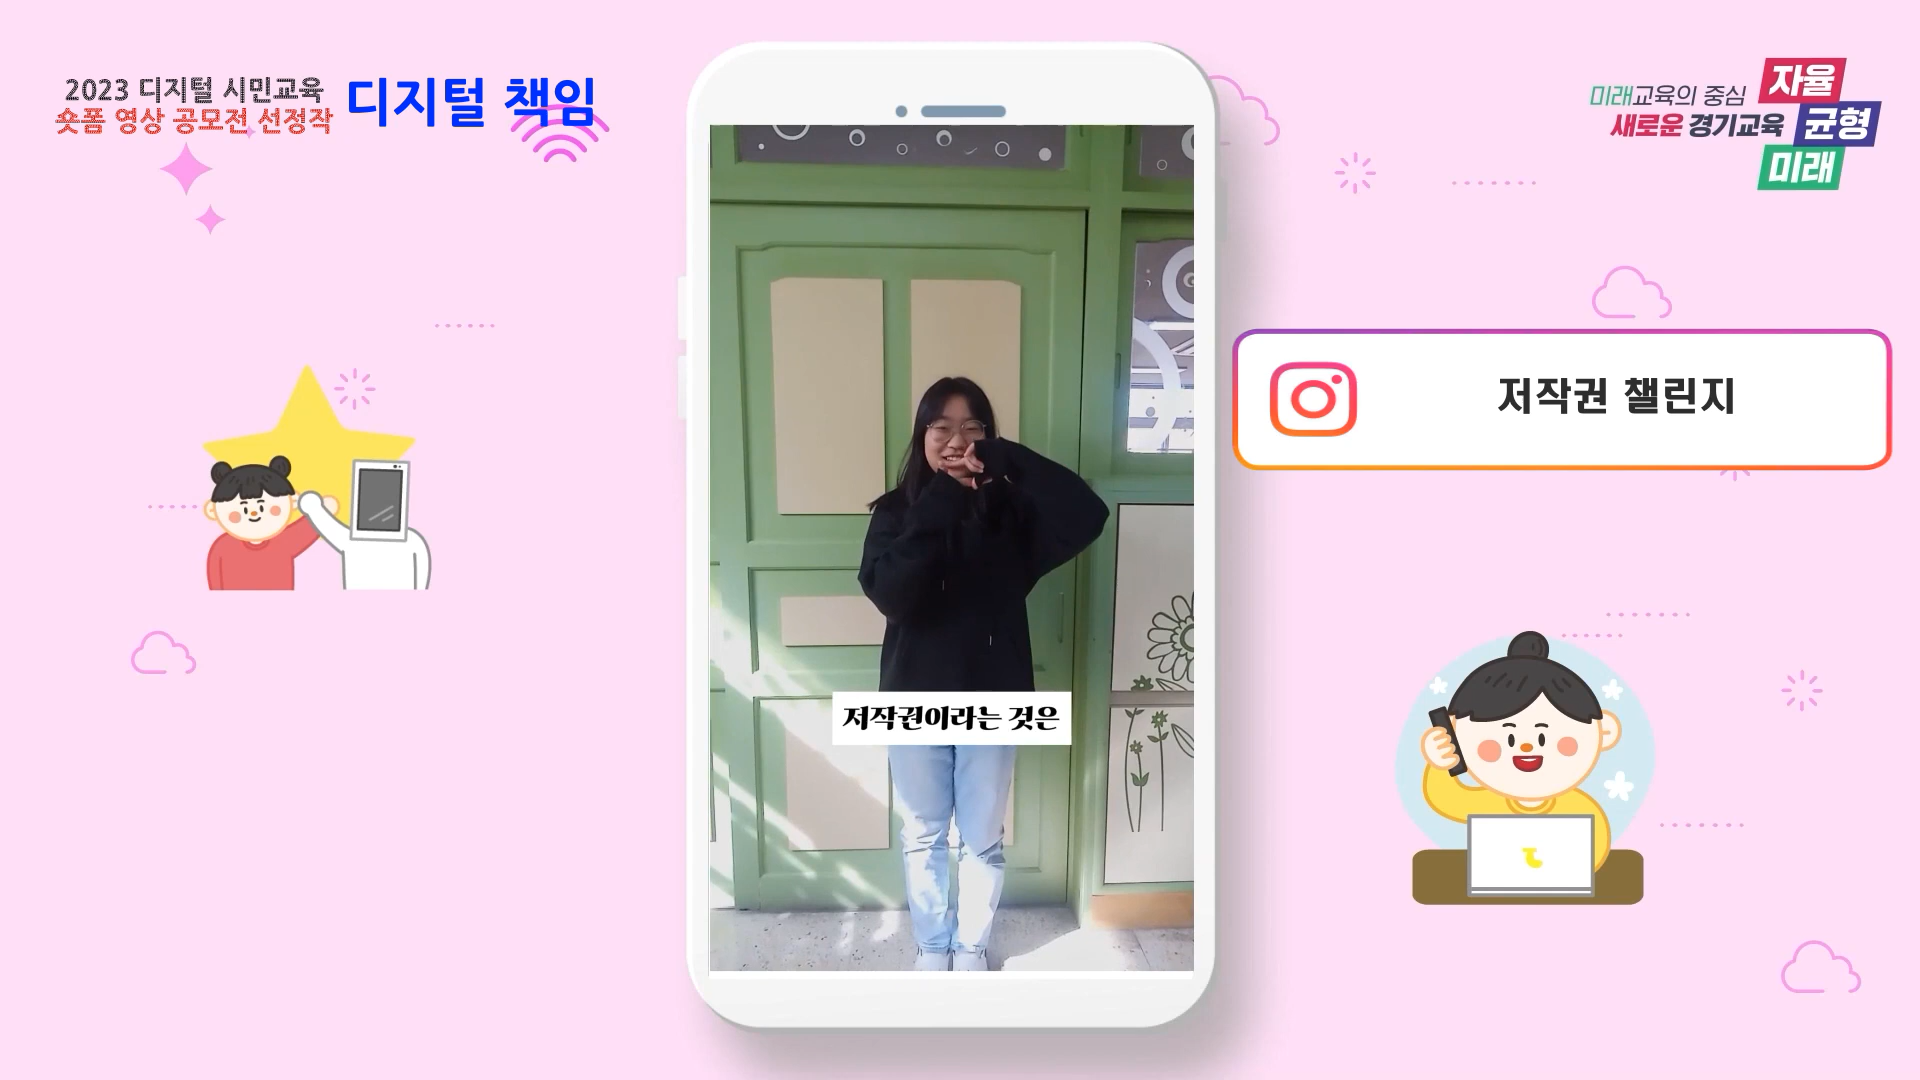 2023 디지털 시민교육
숏폼 영상 공모전 선정작
디지털 책임
미래교육의 중심
새로운 경기교육
자율
균형
미래
저작권 챌린지
저작권이라는 것은